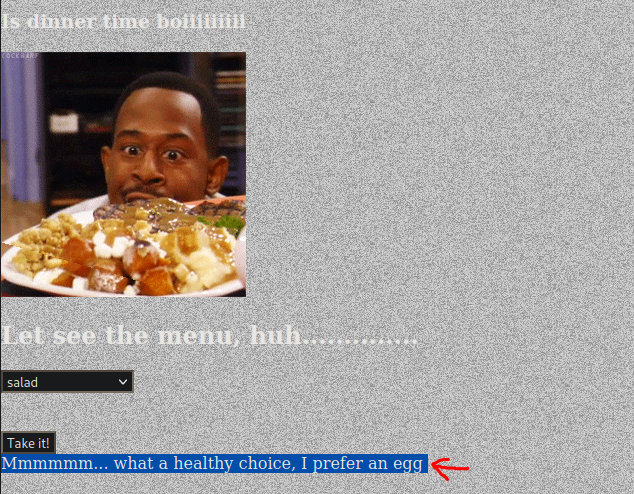 Is dinner time boiiiiiiii
Let see the menu, huh..............
salad
Take it!
Mmmmmm... what a healthy choice, I prefer an egg